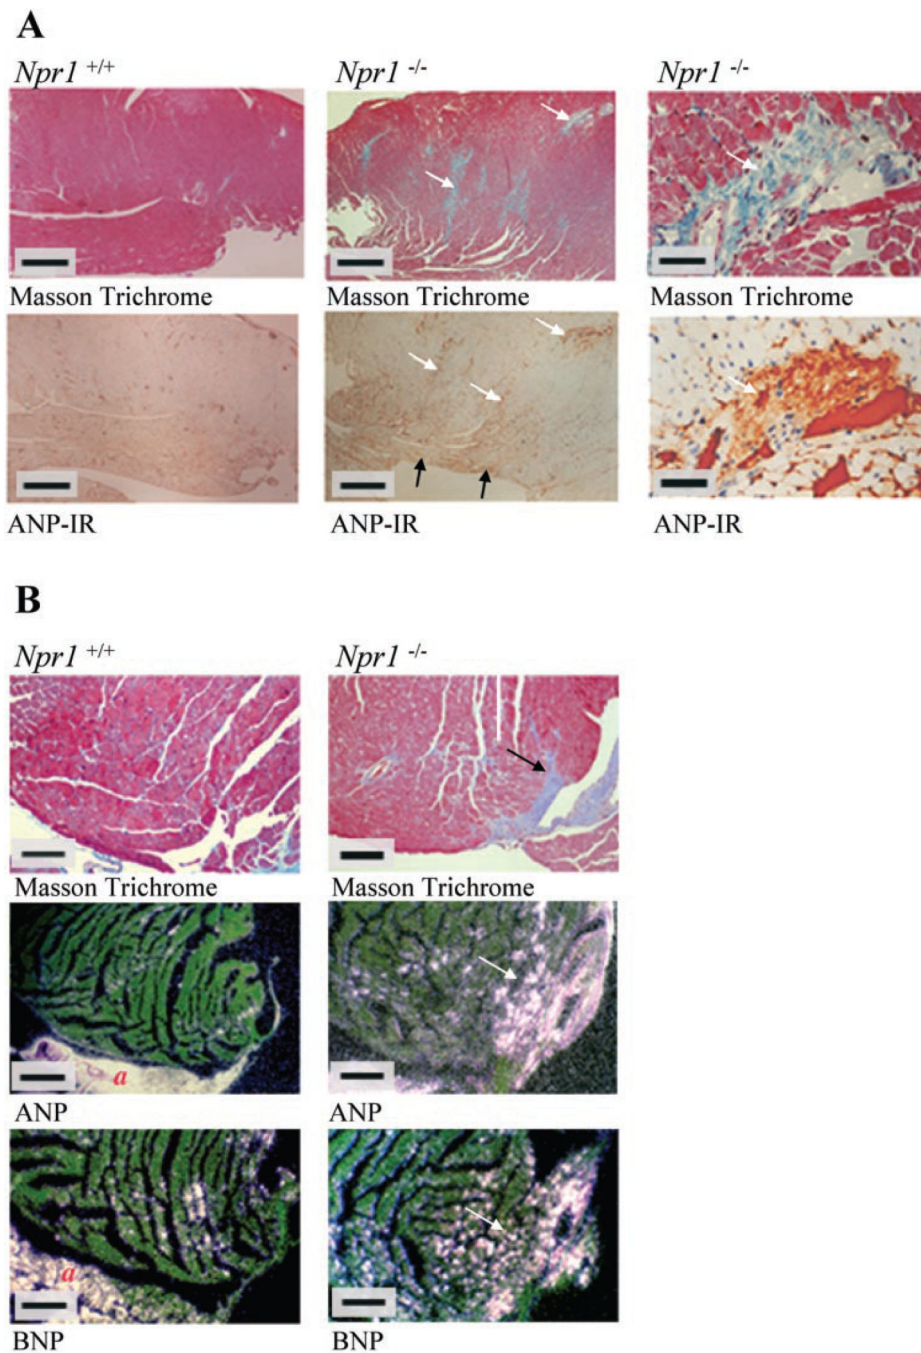 A
Npr1 +/+
Npr1 -/-
Npr1 -/-
Masson Trichrome
Masson Trichrome
Masson Trichrome
ANP-IR
ANP-IR
ANP-IR
B
Npr1 +/+
Npr1 -/-
Masson Trichrome
Masson Trichrome
a
ANP
ANP
a
BNP
BNP